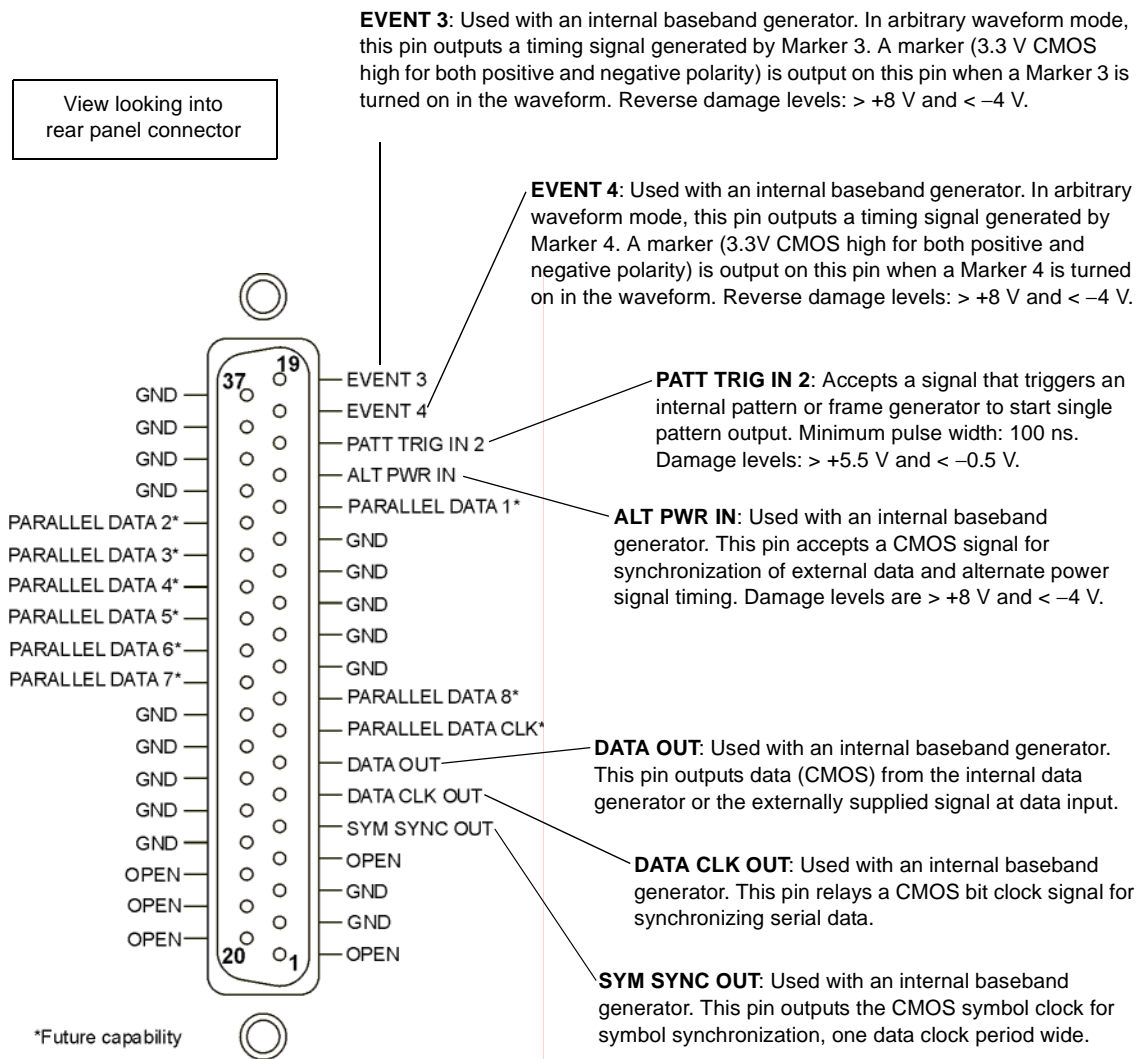 EVENT 3: Used with an internal baseband generator. In arbitrary waveform mode,
this pin outputs a timing signal generated by Marker 3. A marker (3.3 V CMOS
high for both positive and negative polarity) is output on this pin when a Marker 3 is
turned on in the waveform. Reverse damage levels: > +8 V and < −4 V.
View looking into
rear panel connector
EVENT 4: Used with an internal baseband generator. In arbitrary
waveform mode, this pin outputs a timing signal generated by
Marker 4. A marker (3.3V CMOS high for both positive and
negative polarity) is output on this pin when a Marker 4 is turned
on in the waveform. Reverse damage levels: > +8 V and < −4 V.
37
19
GND
GND
GND
GND
PARALLEL DATA 2*
PARALLEL DATA 3*
PARALLEL DATA 4*
PARALLEL DATA 5*
PARALLEL DATA 6*
PARALLEL DATA 7*
GND
GND
GND
GND
GND
OPEN
OPEN
OPEN
20
1
EVENT 3
EVENT 4
PATT TRIG IN 2
ALT PWR IN
PARALLEL DATA 1*
GND
GND
GND
GND
GND
PARALLEL DATA 8*
PARALLEL DATA CLK*
DATA OUT
DATA CLK OUT
SYM SYNC OUT
OPEN
GND
GND
OPEN
PATT TRIG IN 2: Accepts a signal that triggers an
internal pattern or frame generator to start single
pattern output. Minimum pulse width: 100 ns.
Damage levels: > +5.5 V and < −0.5 V.
ALT PWR IN: Used with an internal baseband
generator. This pin accepts a CMOS signal for
synchronization of external data and alternate power
signal timing. Damage levels are > +8 V and < −4 V.
DATA OUT: Used with an internal baseband generator.
This pin outputs data (CMOS) from the internal data
generator or the externally supplied signal at data input.
DATA CLK OUT: Used with an internal baseband
generator. This pin relays a CMOS bit clock signal for
synchronizing serial data.
SYM SYNC OUT: Used with an internal baseband
generator. This pin outputs the CMOS symbol clock for
symbol synchronization, one data clock period wide.
*Future capability